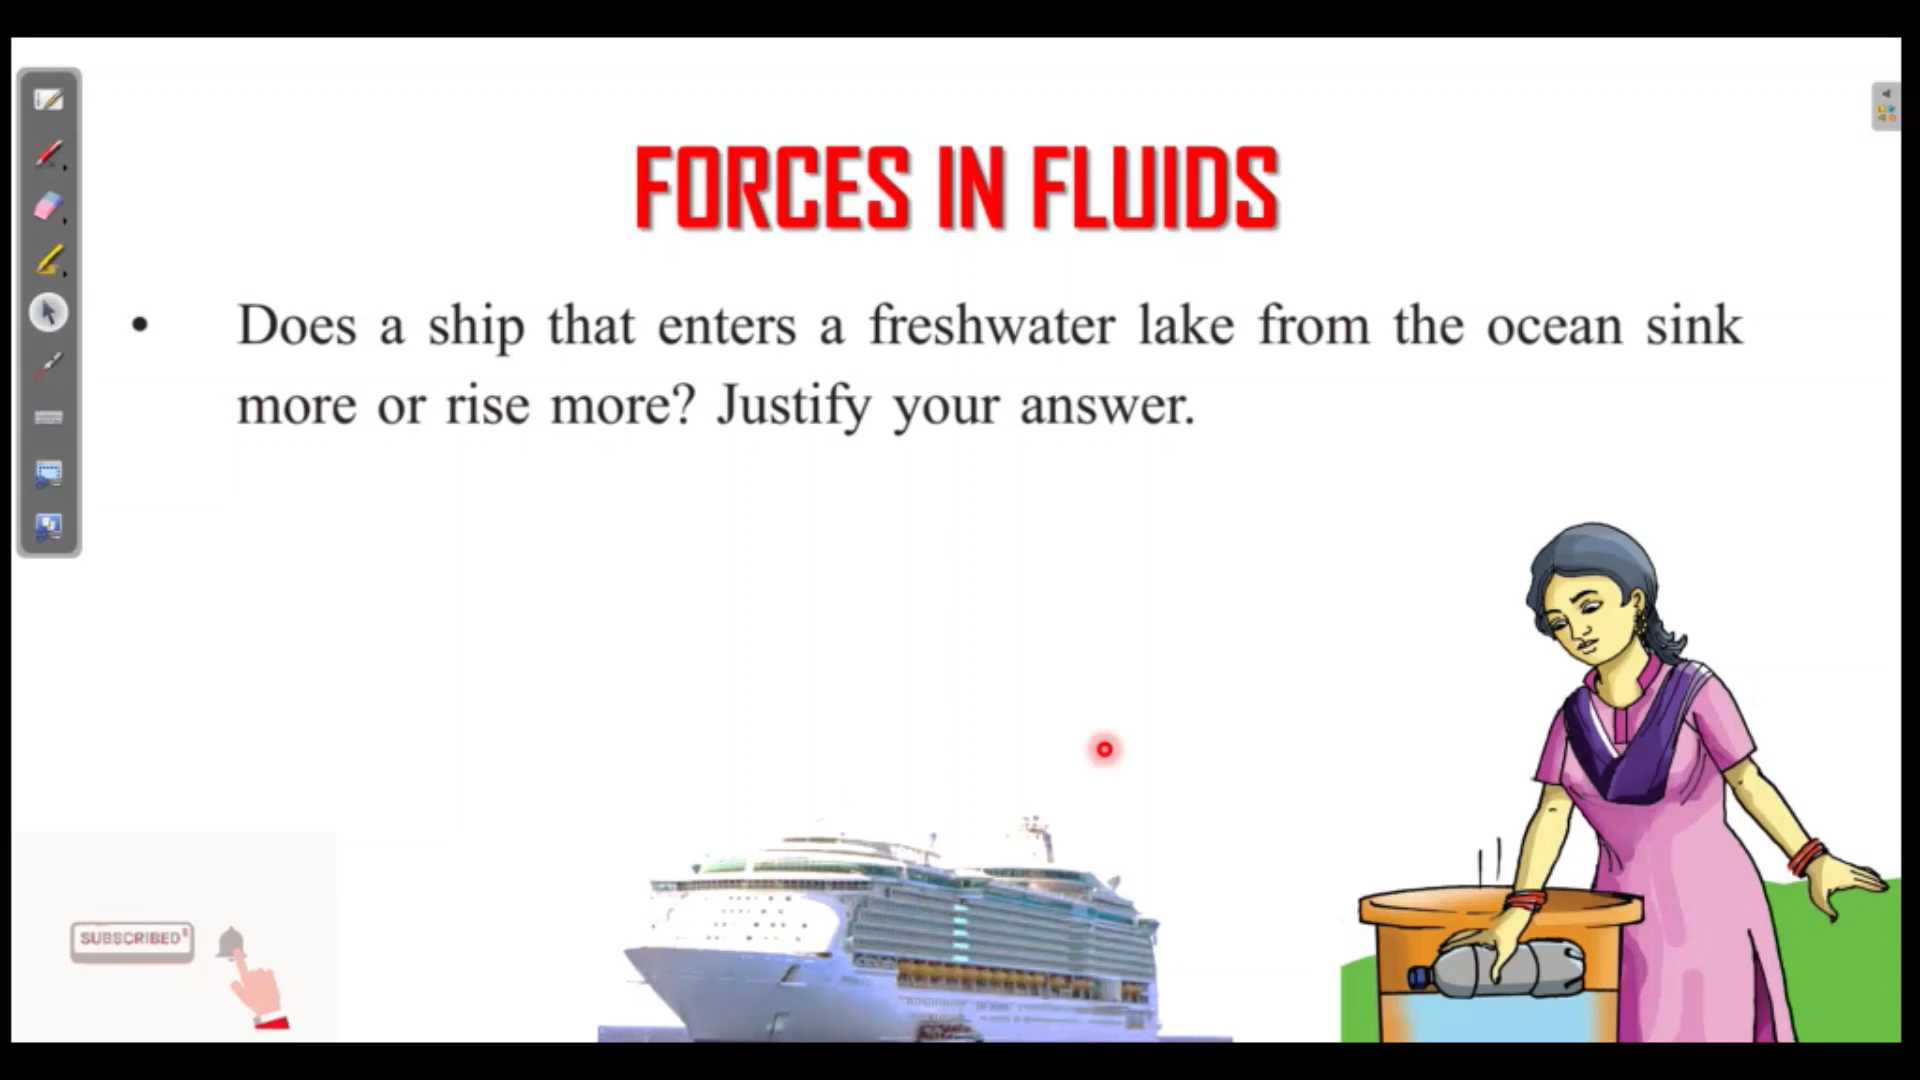 FORCES IN FLUIDS
• Does a ship that enters a freshwater lake from the ocean sink
more or rise more? Justify your answer.
SUBSCRIBED